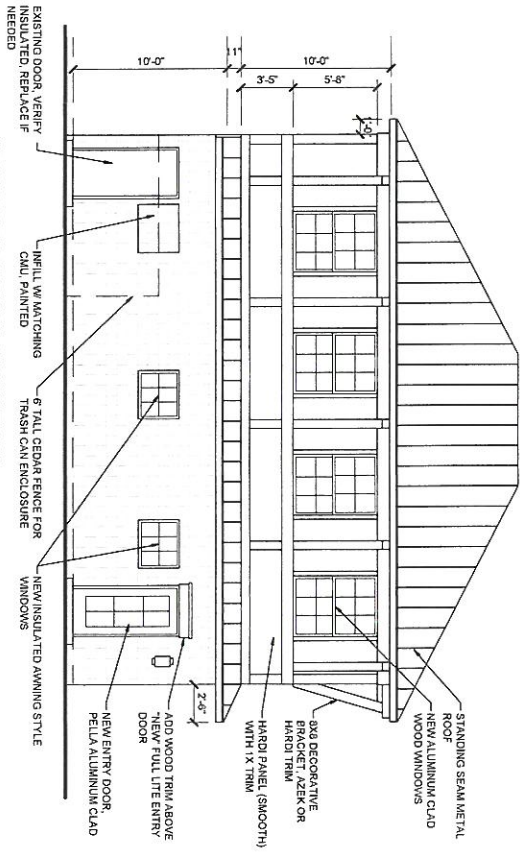 10'-0"
11"
10'-0"
3'-5"
5'-8"
2'-6"
STANDING SEAM METAL
ROOF
NEW ALUMINUM CLAD
WOOD WINDOWS
8X8 DECORATIVE
BRACKET, AZEK OR
HARDI TRIM
HARDI PANEL (SMOOTH)
WITH 1X TRIM
ADD WOOD TRIM ABOVE
"NEW" FULL LITE ENTRY
DOOR
NEW ENTRY DOOR,
PELLA ALUMINUM CLAD
EXISTING DOOR, VERIFY
INSULATED, REPLACE IF
NEEDED
INFILL W/ MATCHING
CMU, PAINTED
6' TALL CEDAR FENCE FOR
TRASH CAN ENCLOSURE
NEW INSULATED AWNING STYLE
WINDOWS